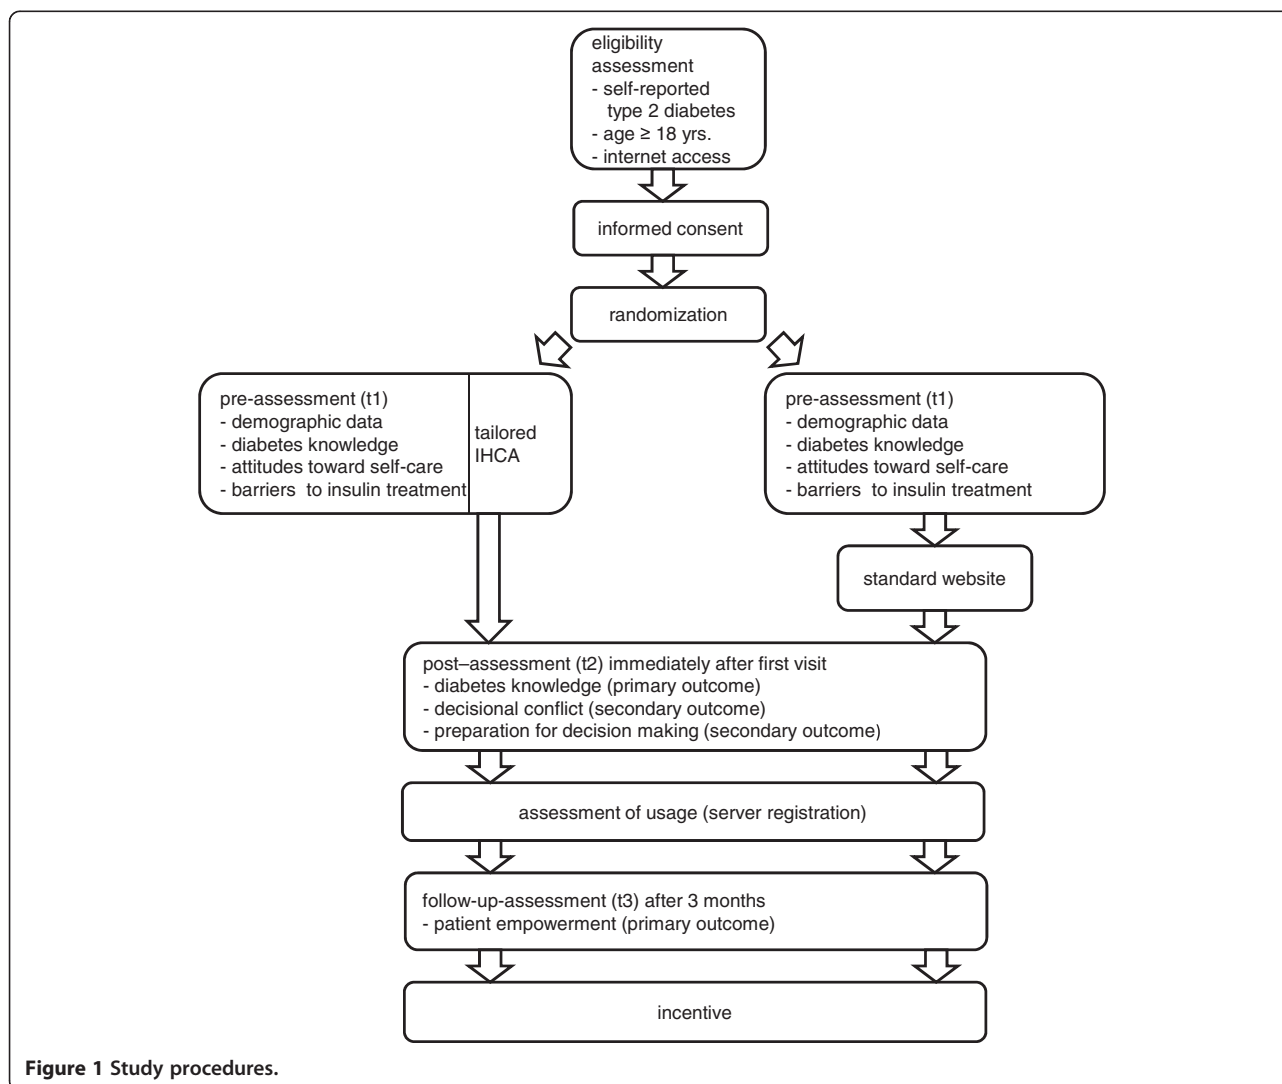 eligibility
assessment
- self-reported
type 2 diabetes
- age ≥ 18 yrs.
- internet access
informed consent
randomization
pre-assessment (t1)
- demographic data
- diabetes knowledge
- attitudes toward self-care
- barriers to insulin treatment
tailored
IHCA
pre-assessment (t1)
- demographic data
- diabetes knowledge
- attitudes toward self-care
- barriers to insulin treatment
standard website
post–assessment (t2) immediately after first visit
- diabetes knowledge (primary outcome)
- decisional conflict (secondary outcome)
- preparation for decision making (secondary outcome)
assessment of usage (server registration)
follow-up-assessment (t3) after 3 months
- patient empowerment (primary outcome)
incentive
Figure 1 Study procedures.